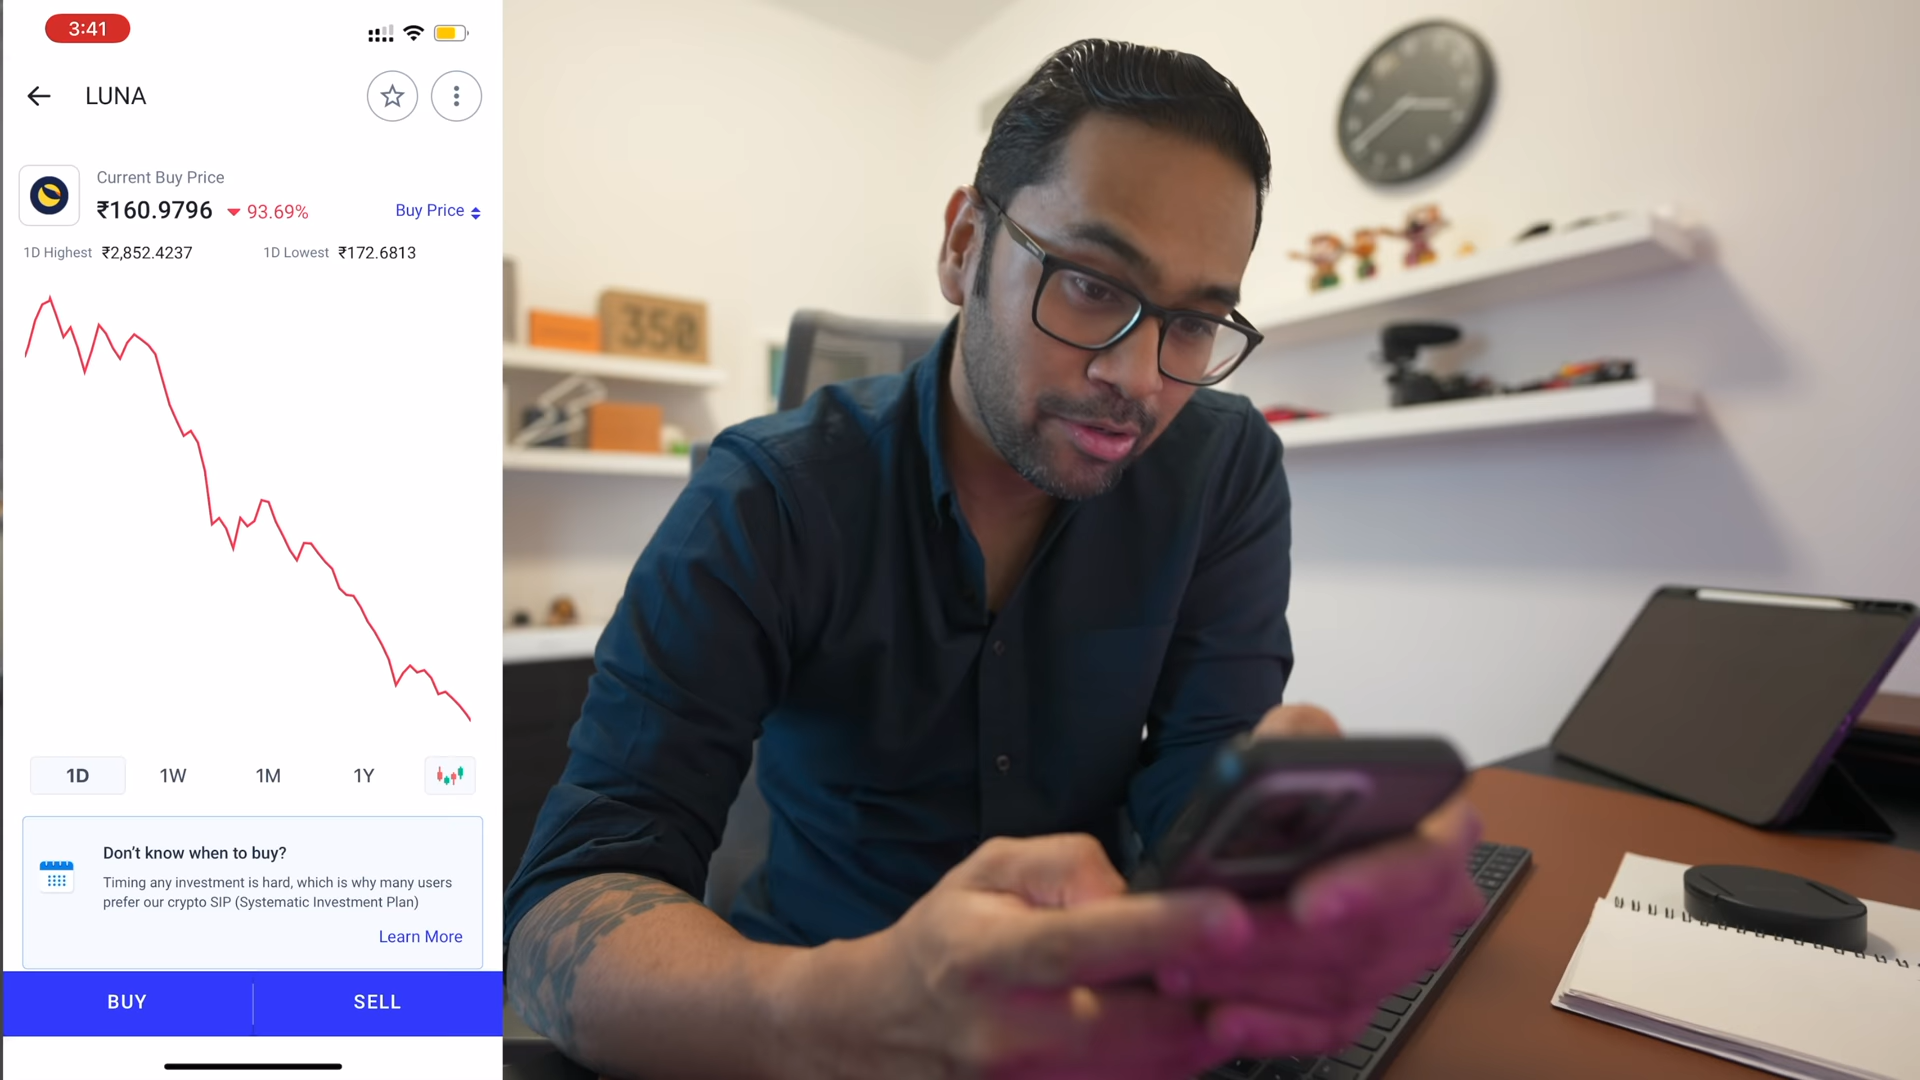 3:41
LUNA
Current Buy Price
₹160.9796 93.69%
Buy Price
1D Highest ₹2,852.4237 1D Lowest ₹172.6813
350
1D 1W 1M 1Y
Don't know when to buy?
Timing any investment is hard, which is why many users
prefer our crypto SIP (Systematic Investment Plan)
Learn More
BUY SELL